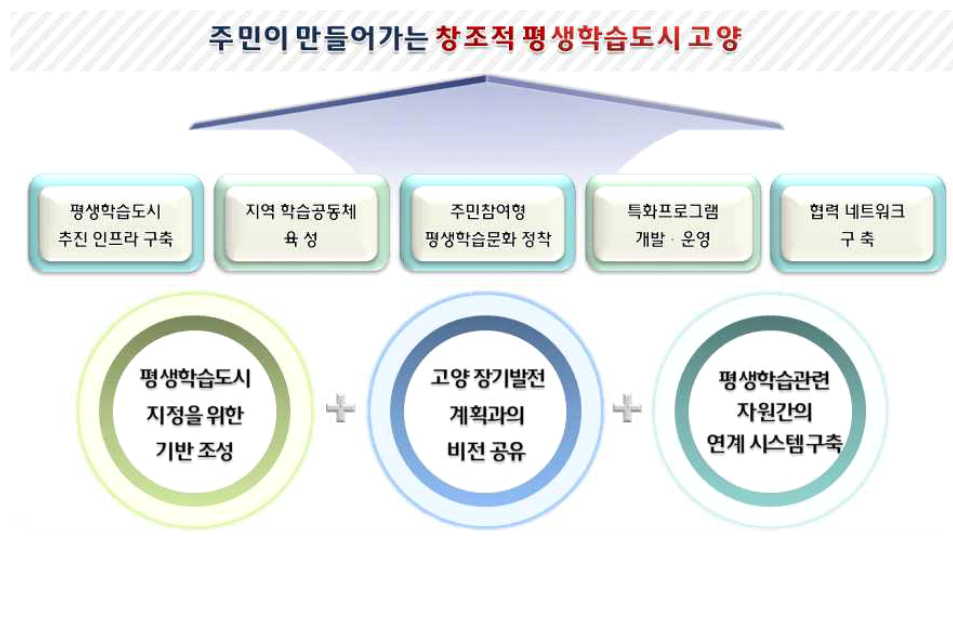 주민이 만들어가는 창조적 평생학습도시 고양
평생학습도시
추진 인프라 구축
지역 학습공동체
육 성
주민참여형
평생학습문화 정착
특화프로그램
개발 · 운영
협력 네트워크
구 축
평생학습도시
지정을 위한
기반 조성
+
고양 장기발전
계획과의
비전 공유
+
평생학습관련
자원간의
연계 시스템 구축